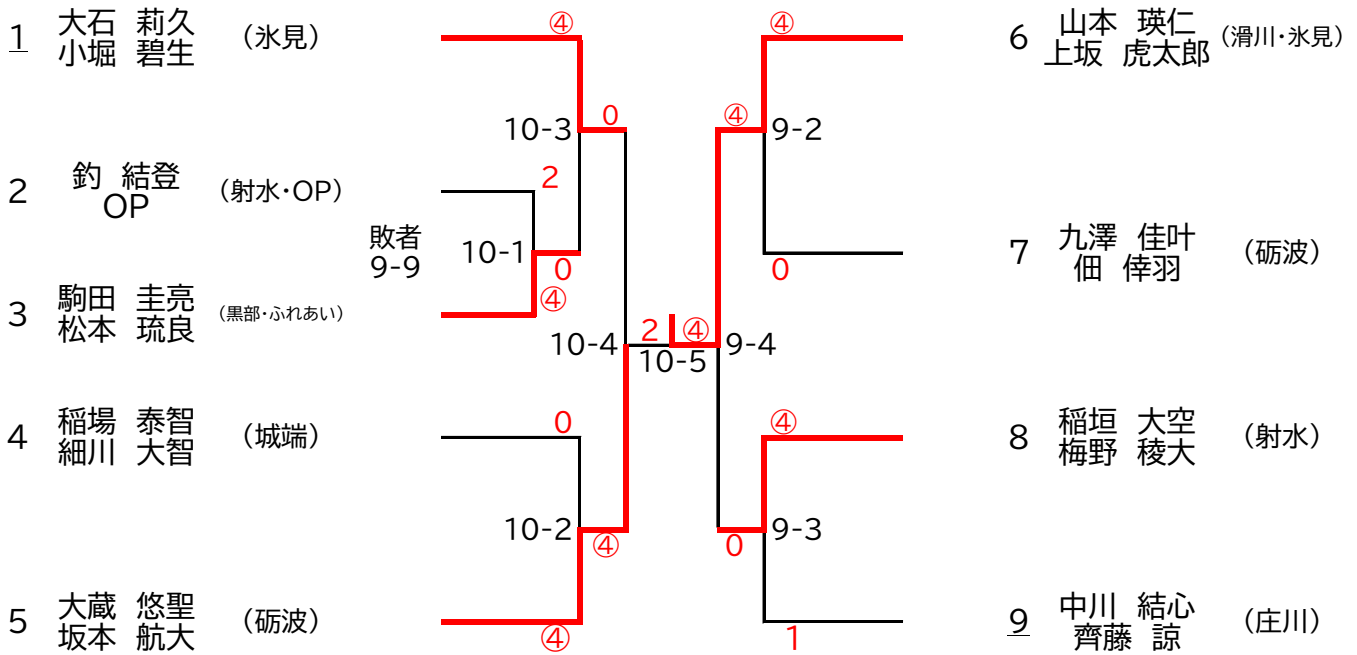 1 大石 莉久
小堀 碧生 (氷見)
2 釣 結登
OP (射水・OP)
3 駒田 圭亮
松本 琉良 (黒部・ふれあい)
4 稲場 泰智
細川 大智 (城端)
5 大蔵 悠聖
坂本 航大 (砺波)
敗者
9-9
④
10-3
0
2
10-1
0
④
10-4
0
10-2
④
④
2
④
10-5
④
④
9-2
0
9-4
④
9-3
0
1
6 山本 瑛仁
上坂 虎太郎 (滑川・氷見)
7 九澤 佳叶
佃 倖羽 (砺波)
8 稲垣 大空
梅野 稜大 (射水)
9 中川 結心
齊藤 諒 (庄川)